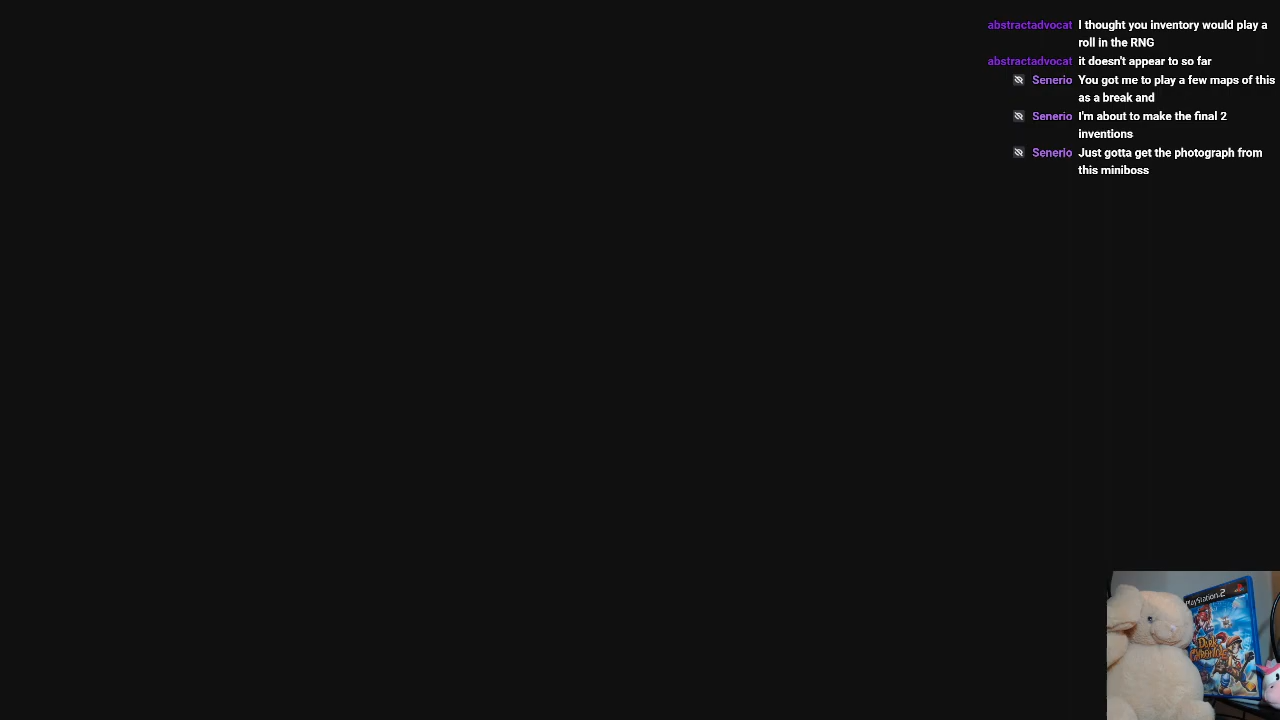 abstractadvocat I thought you inventory would play a
roll in the RNG
abstractadvocat it doesn't appear to so far
Senerio You got me to play a few maps of this
as a break and
Senerio I'm about to make the final 2
inventions
Senerio Just gotta get the photograph from
this miniboss
PlayStation 2
Dark
Chronicle